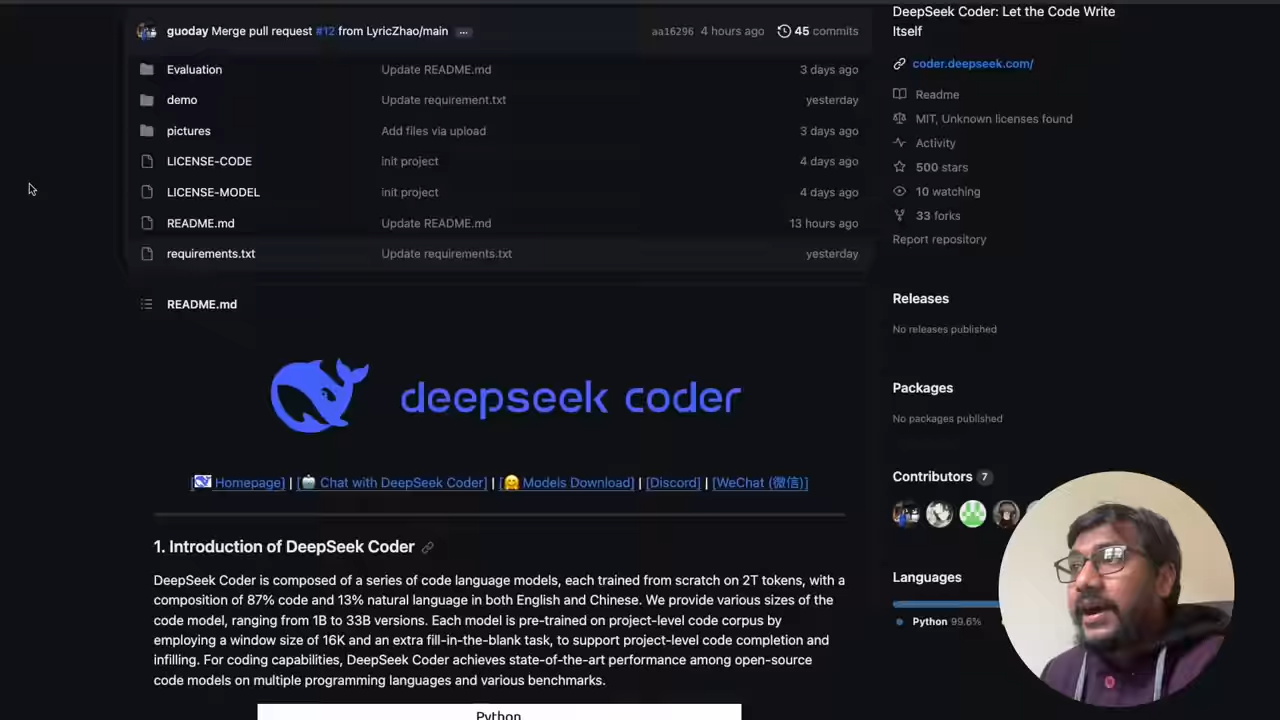 guoday Merge pull request #12 from LyricZhao/main ... aa16296 4 hours ago 45 commits
Evaluation Update README.md 3 days ago
demo Update requirement.txt yesterday
pictures Add files via upload 3 days ago
LICENSE-CODE init project 4 days ago
LICENSE-MODEL init project 4 days ago
README.md Update README.md 13 hours ago
requirements.txt Update requirements.txt yesterday
README.md
deepseek coder
[Homepage] | [🤖 Chat with DeepSeek Coder] | [🤗 Models Download] | [Discord] | [WeChat (微信)]
1. Introduction of DeepSeek Coder
DeepSeek Coder is composed of a series of code language models, each trained from scratch on 2T tokens, with a
composition of 87% code and 13% natural language in both English and Chinese. We provide various sizes of the
code model, ranging from 1B to 33B versions. Each model is pre-trained on project-level code corpus by
employing a window size of 16K and an extra fill-in-the-blank task, to support project-level code completion and
infilling. For coding capabilities, DeepSeek Coder achieves state-of-the-art performance among open-source
code models on multiple programming languages and various benchmarks.
Python
DeepSeek Coder: Let the Code Write
Itself
coder.deepseek.com/
Readme
MIT, Unknown licenses found
Activity
500 stars
10 watching
33 forks
Report repository
Releases
No releases published
Packages
No packages published
Contributors 7
Languages
Python 99.6%